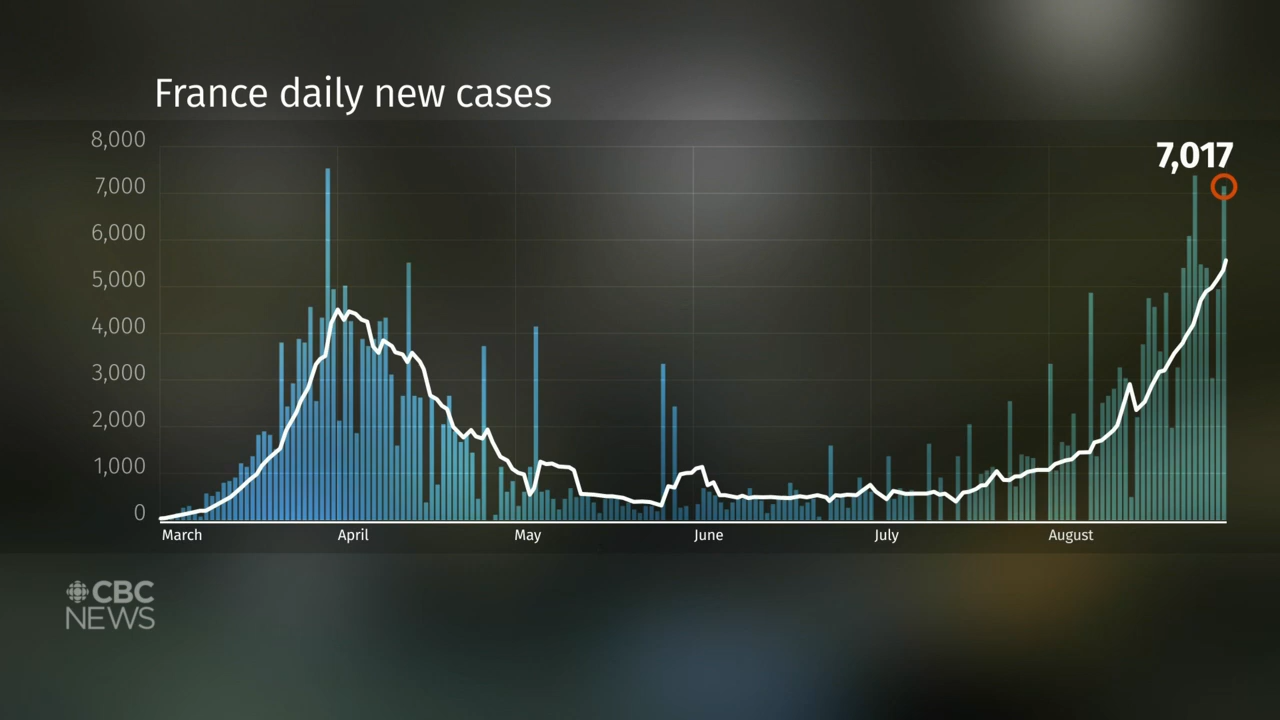 France daily new cases
8,000
7,017
7,000
6,000
5,000
4,000
3,000
2,000
1,000
0
March April May June July August
CBC
NEWS